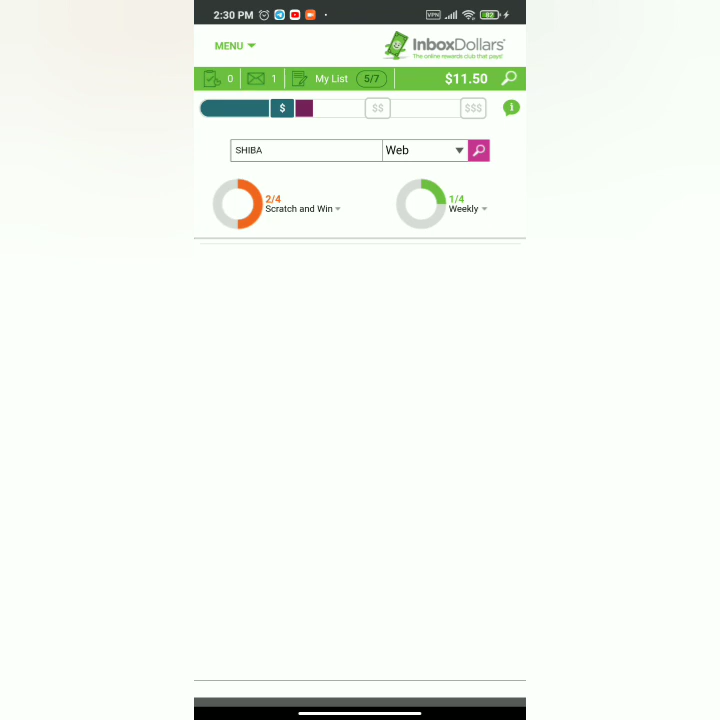 2:30 PM VPN 82
MENU InboxDollars
The online rewards club that pays!
0 1 My List 5/7 $11.50
$ $$ $$$ i
SHIBA Web
2/4 1/4
Scratch and Win Weekly